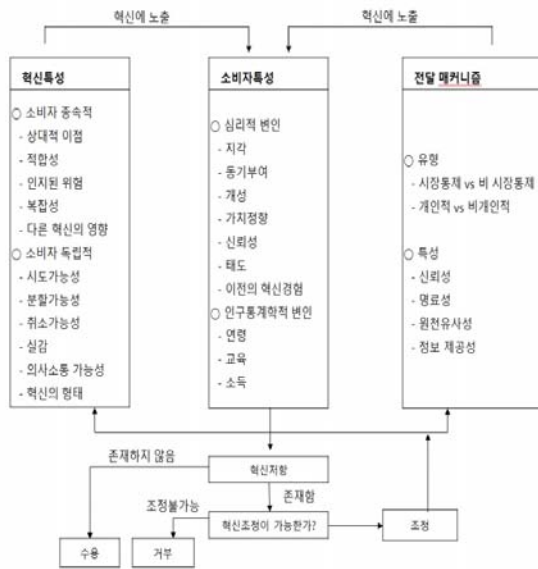 혁신에 노출
혁신에 노출
혁신특성
○ 소비자 종속적
- 상대적 이점
- 적합성
- 인지된 위험
- 복잡성
- 다른 혁신의 영향
○ 소비자 독립적
- 시도가능성
- 분할가능성
- 취소가능성
- 실감
- 의사소통 가능성
- 혁신의 형태
소비자특성
○ 심리적 변인
- 지각
- 동기부여
- 개성
- 가치정향
- 신뢰성
- 태도
- 이전의 혁신경험
○ 인구통계학적 변인
- 연령
- 교육
- 소득
전달 매커니즘
○ 유형
- 시장통제 vs 비 시장통제
- 개인적 vs 비개인적
○ 특성
- 신뢰성
- 명료성
- 원천유사성
- 정보 제공성
존재하지 않음
혁신저항
존재함
조정불가능
혁신조정이 가능한가?
조정
수용
거부